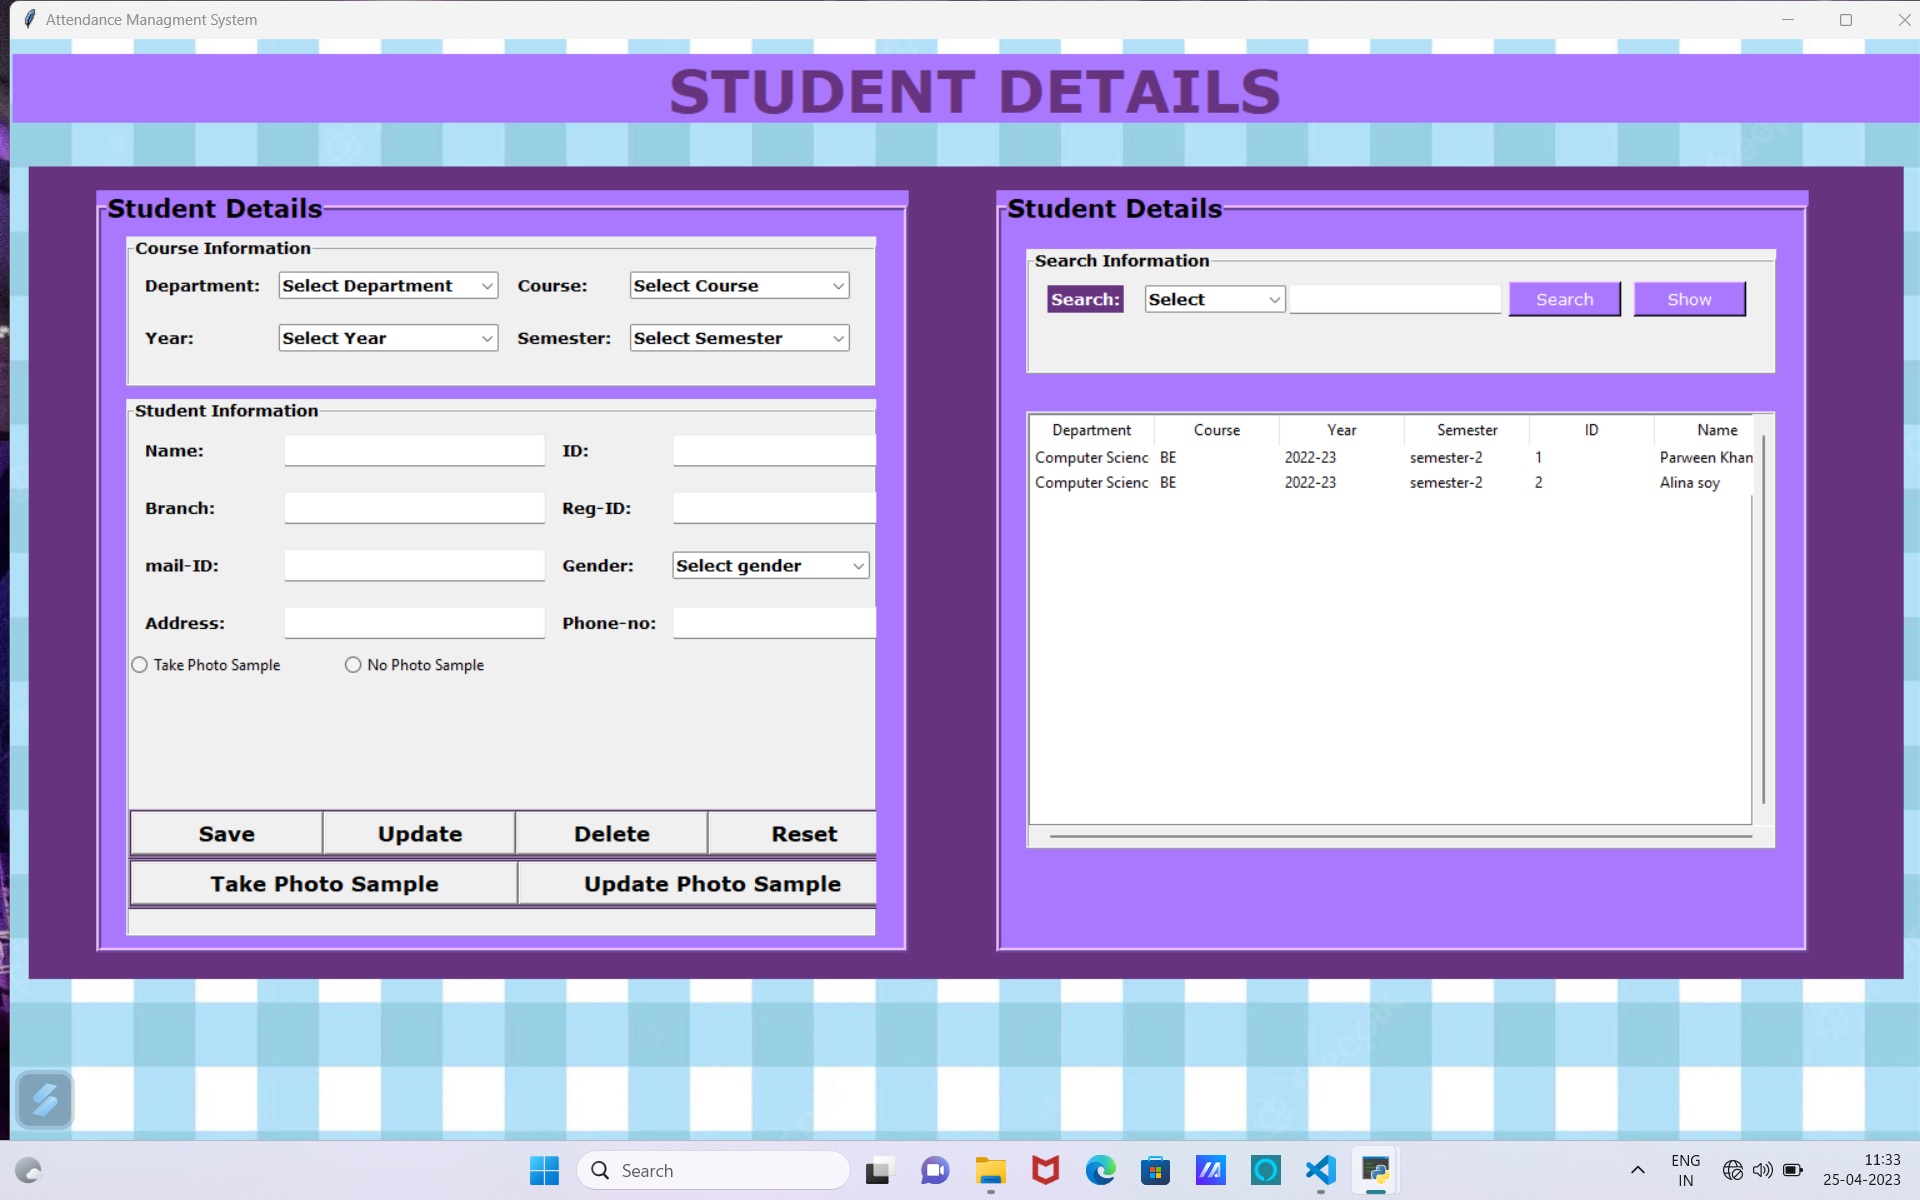 Attendance Managment System
STUDENT DETAILS
Student Details
Course Information
Department: Select Department Course: Select Course
Year: Select Year Semester: Select Semester
Student Information
Name: ID:
Branch: Reg-ID:
mail-ID: Gender: Select gender
Address: Phone-no:
Take Photo Sample No Photo Sample
Save Update Delete Reset
Take Photo Sample Update Photo Sample
Student Details
Search Information
Search: Select Search Show
Department Course Year Semester ID Name
Computer Scienc BE 2022-23 semester-2 1 Parween Khan
Computer Scienc BE 2022-23 semester-2 2 Alina soy
Search
ENG
IN
11:33
25-04-2023